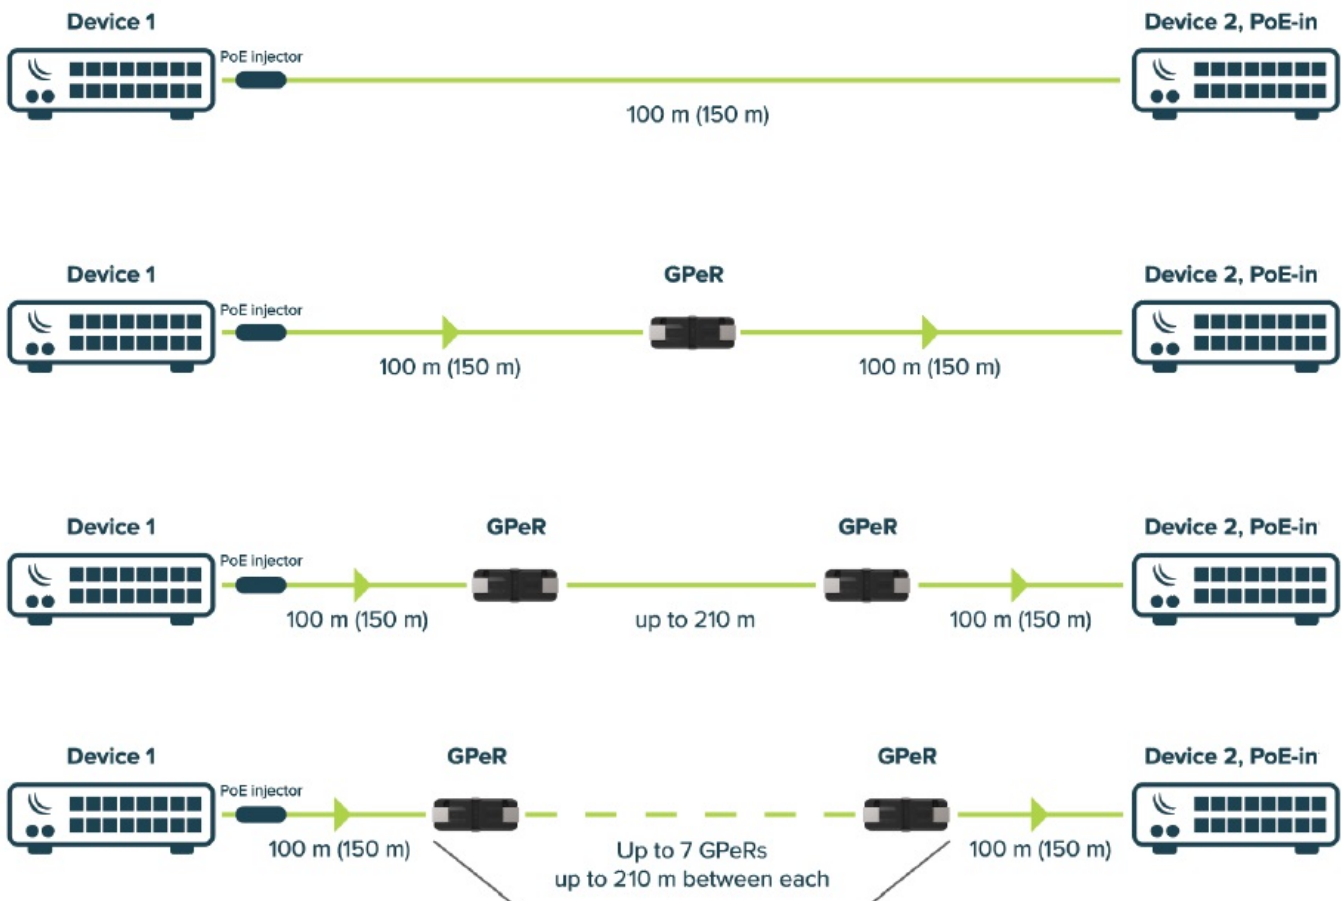 Device 1
Device 2, PoE-in
PoE injector
100 m (150 m)
Device 1
GPeR
Device 2, PoE-in
PoE injector
100 m (150 m)
100 m (150 m)
Device 1
GPeR
GPeR
Device 2, PoE-in
PoE injector
100 m (150 m)
up to 210 m
100 m (150 m)
Device 1
GPeR
GPeR
Device 2, PoE-in
PoE injector
100 m (150 m)
Up to 7 GPeRs
up to 210 m between each
100 m (150 m)